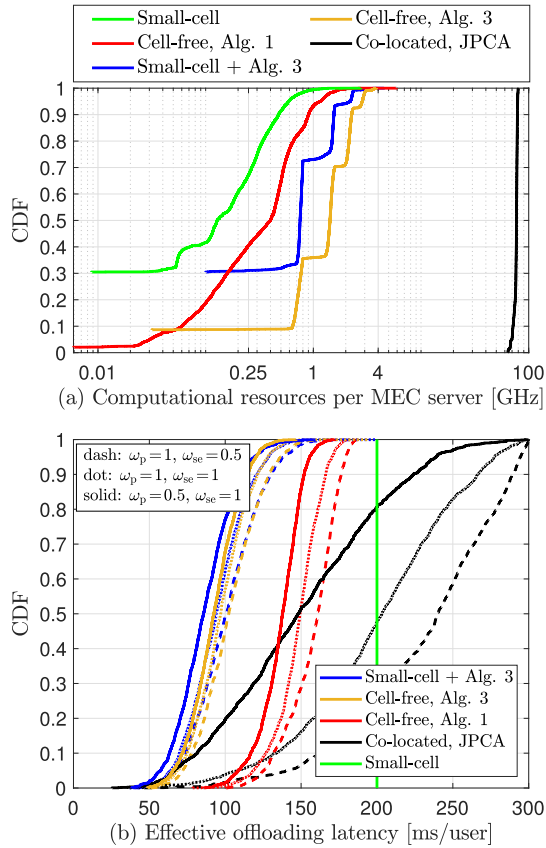 Small-cell
Cell-free, Alg. 3
Cell-free, Alg. 1
Co-located, JPCA
Small-cell + Alg. 3
1
0.9
0.8
0.7
0.6
0.5
0.4
0.3
0.2
0.1
0
CDF
0.01 0.25 1 4 100
(a) Computational resources per MEC server [GHz]
1
0.9
0.8
0.7
0.6
0.5
0.4
0.3
0.2
0.1
0
CDF
dash: ωp=1, ωse=0.5
dot: ωp=1, ωse=1
solid: ωp=0.5, ωse=1
Small-cell + Alg. 3
Cell-free, Alg. 3
Cell-free, Alg. 1
Co-located, JPCA
Small-cell
0 50 100 150 200 250 300
(b) Effective offloading latency [ms/user]